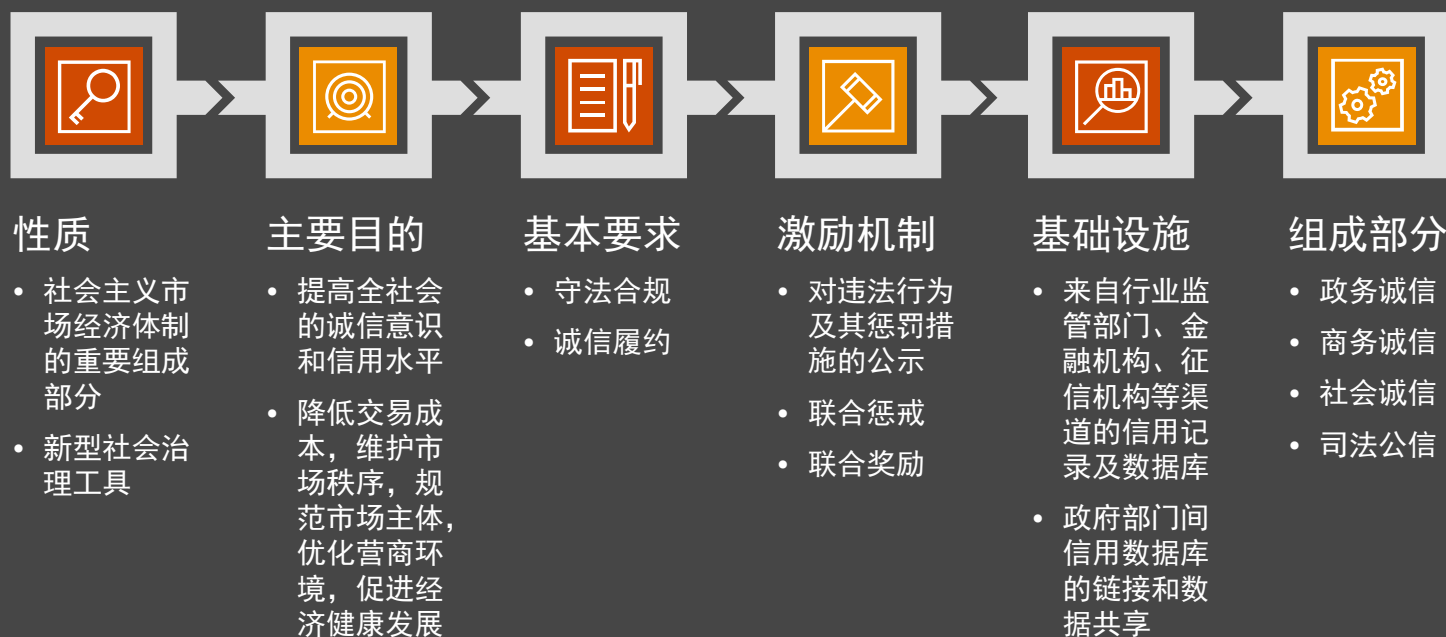 性质
• 社会主义市
场经济体制
的重要组成
部分
• 新型社会治
理工具
主要目的
• 提高全社会
的诚信意识
和信用水平
• 降低交易成
本，维护市
场秩序，规
范市场主体，
优化营商环
境，促进经
济健康发展
基本要求
• 守法合规
• 诚信履约
激励机制
• 对违法行为
及其惩罚措
施的公示
• 联合惩戒
• 联合奖励
基础设施
• 来自行业监
管部门、金
融机构、征
信机构等渠
道的信用记
录及数据库
• 政府部门间
信用数据库
的链接和数
据共享
组成部分
• 政务诚信
• 商务诚信
• 社会诚信
• 司法公信